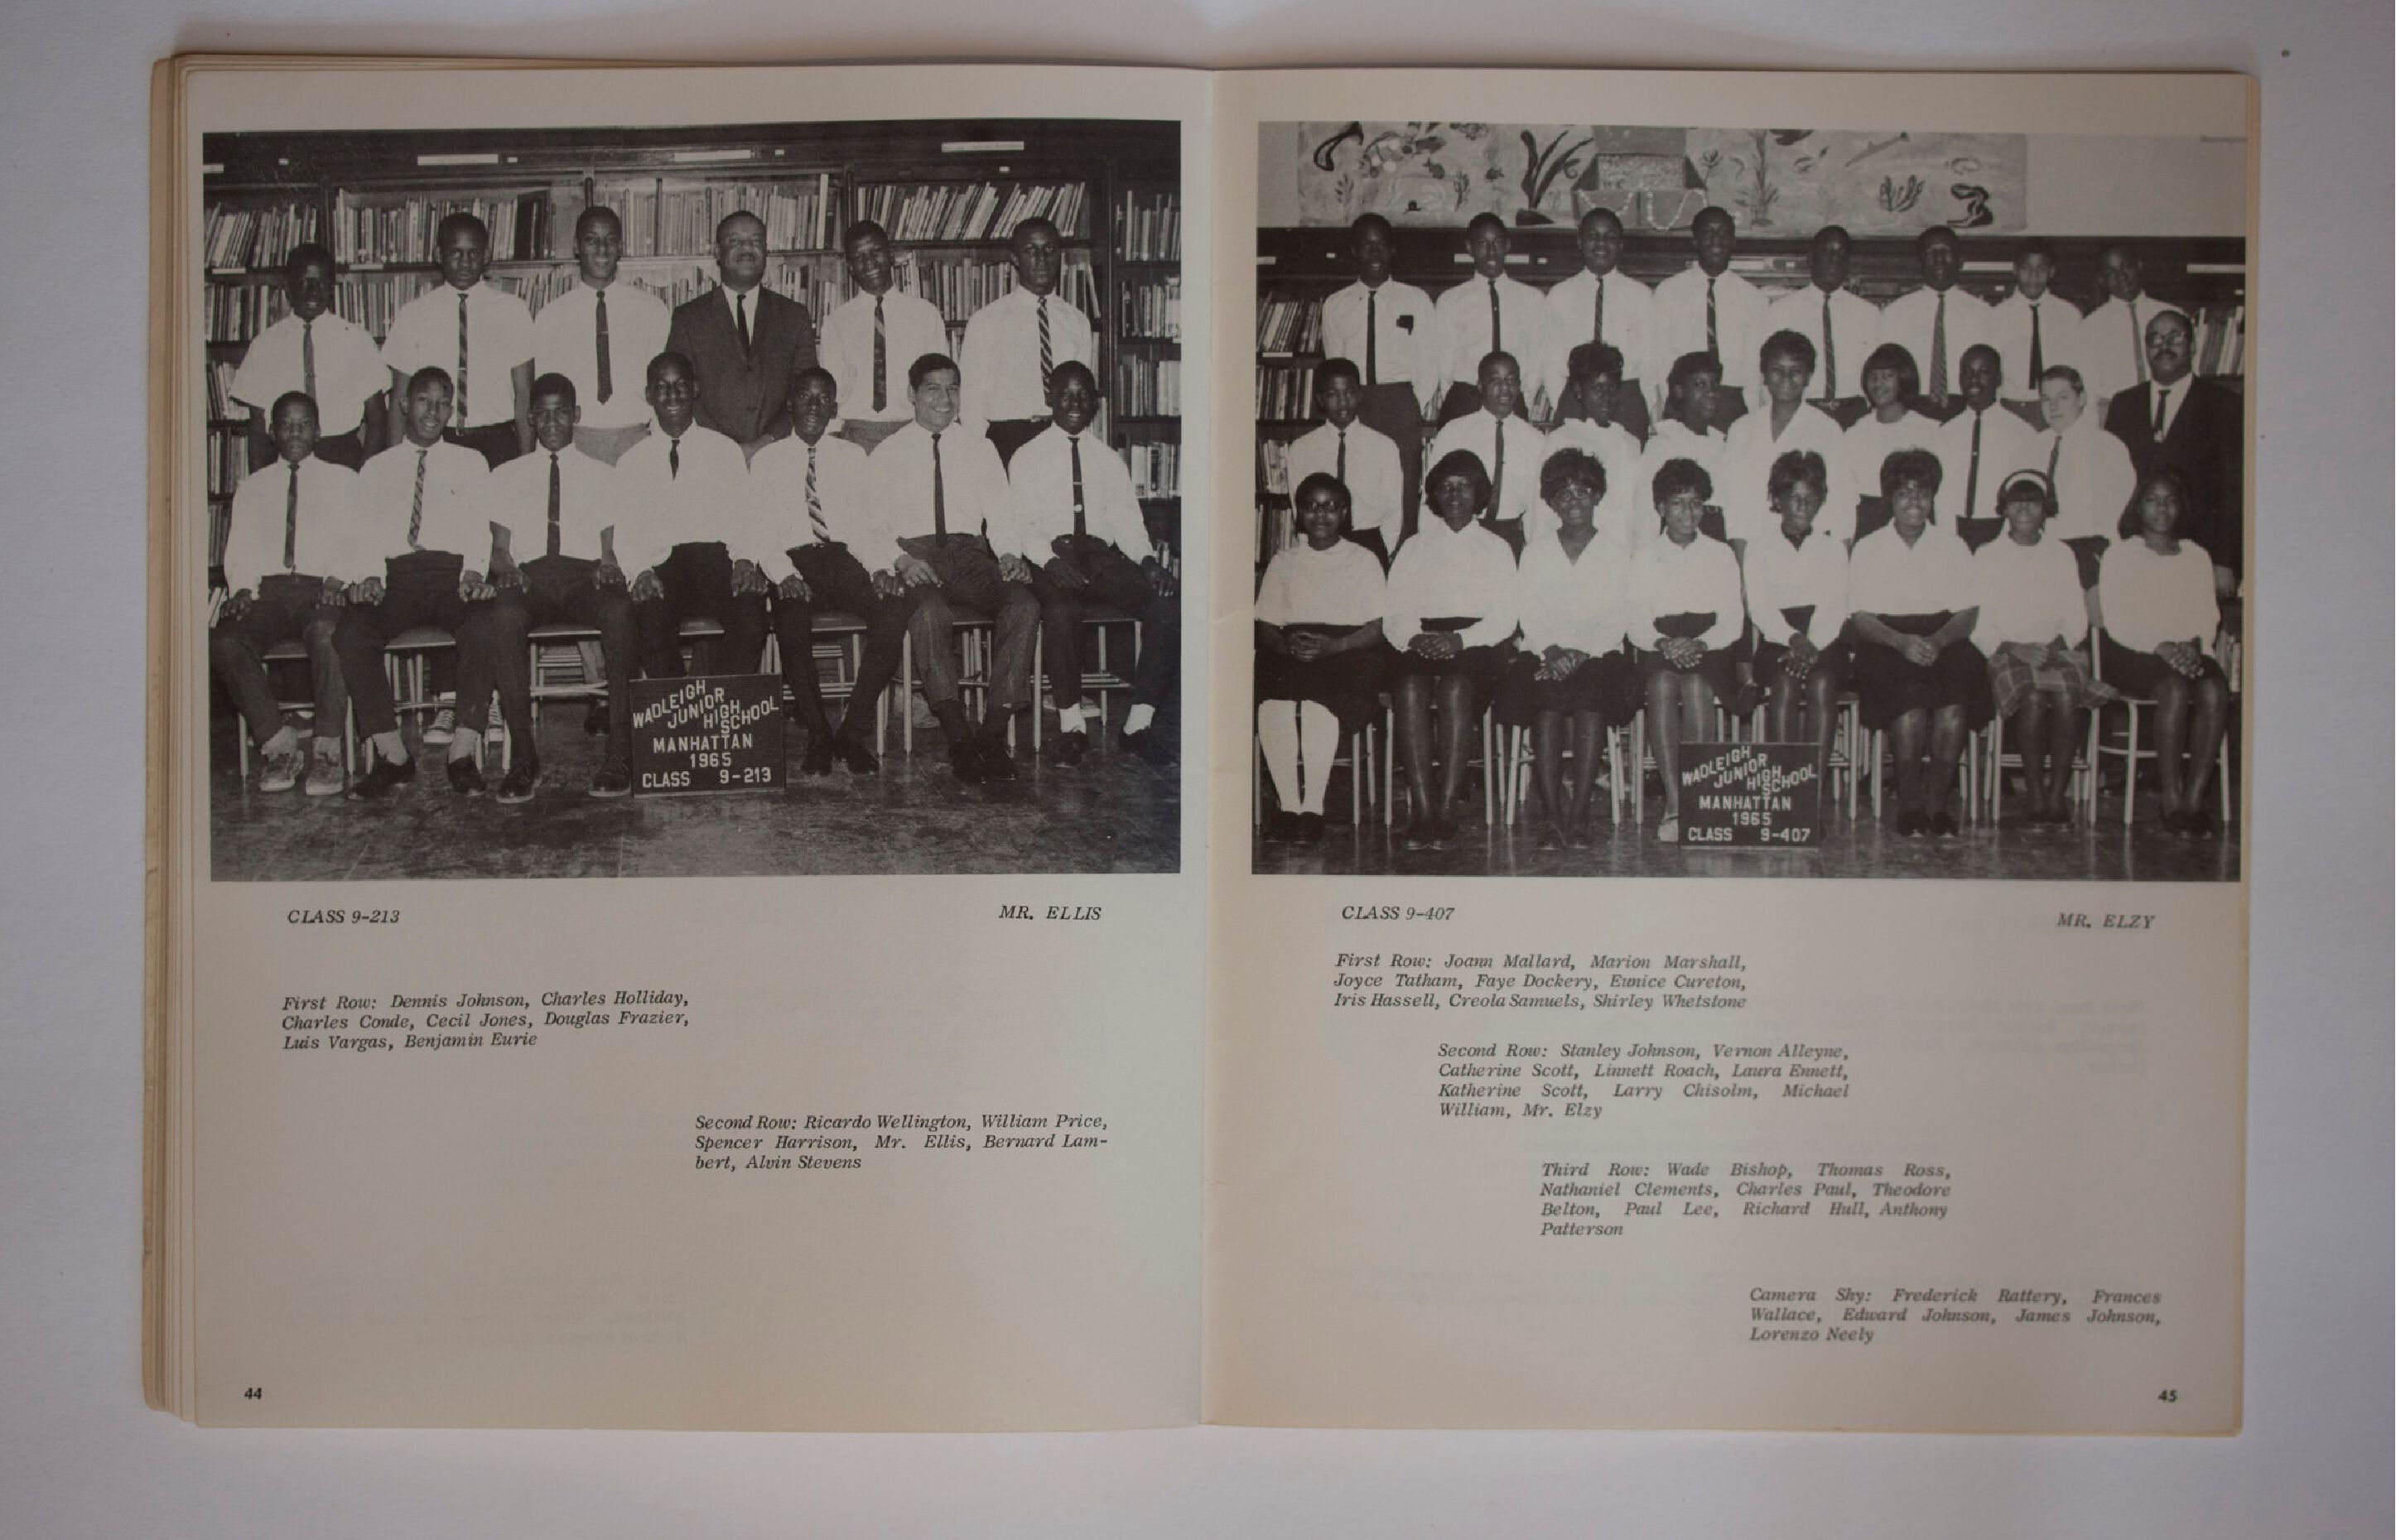 WADLEIGH
JUNIOR
HIGH
SCHOOL
MANHATTAN
1965
CLASS 9-213
CLASS 9-213
MR. ELLIS
First Row: Dennis Johnson, Charles Holliday,
Charles Conde, Cecil Jones, Douglas Frazier,
Luis Vargas, Benjamin Eurie
Second Row: Ricardo Wellington, William Price,
Spencer Harrison, Mr. Ellis, Bernard Lam-
bert, Alvin Stevens
44
WADLEIGH
JUNIOR
HIGH
SCHOOL
MANHATTAN
1965
CLASS 9-407
CLASS 9-407
MR. ELZY
First Row: Joann Mallard, Marion Marshall,
Joyce Tatham, Faye Dockery, Eunice Cureton,
Iris Hassell, Creola Samuels, Shirley Whetstone
Second Row: Stanley Johnson, Vernon Alleyne,
Catherine Scott, Linnett Roach, Laura Ennett,
Katherine Scott, Larry Chisolm, Michael
William, Mr. Elzy
Third Row: Wade Bishop, Thomas Ross,
Nathaniel Clements, Charles Paul, Theodore
Belton, Paul Lee, Richard Hull, Anthony
Patterson
Camera Shy: Frederick Rattery, Frances
Wallace, Edward Johnson, James Johnson,
Lorenzo Neely
45